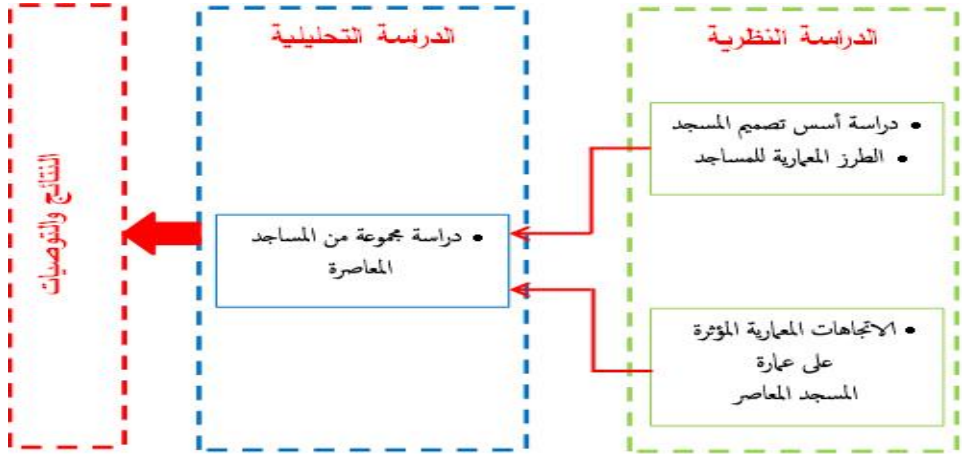 الدراسة النظرية
دراسة أسس تصميم المسجد
الطرز المعمارية للمساجد
الاتجاهات المعمارية المؤثرة
على عمارة
المسجد المعاصر
الدراسة التحليلية
دراسة مجموعة من المساجد
المعاصرة
النتائج والتوصيات